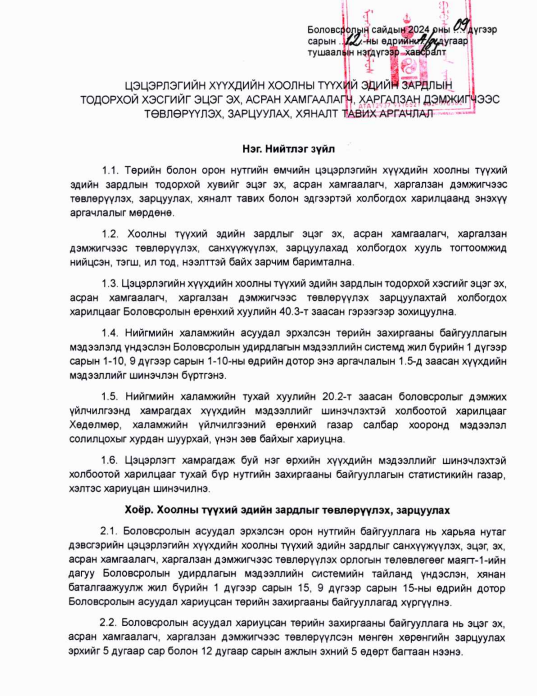 Боловсролын сайдын 2024 оны 09 дүгээр
сарын 12 -ны өдрийн дугаар
тушаалын нэгдүгээр хавсралт
ЦЭЦЭРЛЭГИЙН ХҮҮХДИЙН ХООЛНЫ ТҮҮХИЙ ЭДИЙН ЗАРДЛЫН
ТОДОРХОЙ ХЭСГИЙГ ЭЦЭГ ЭХ, АСРАН ХАМГААЛАГЧ, ХАРГАЛЗАН ДЭМЖИГЧЭЭС
ТӨВЛӨРҮҮЛЭХ, ЗАРЦУУЛАХ, ХЯНАЛТ ТАВИХ АРГАЧЛАЛ
Нэг. Нийтлэг зүйл
1.1. Төрийн болон орон нутгийн өмчийн цэцэрлэгийн хүүхдийн хоолны түүхий
эдийн зардлын тодорхой хувийг эцэг эх, асран хамгаалагч, харгалзан дэмжигчээс
төвлөрүүлэх, зарцуулах, хяналт тавих болон эдгээртэй холбогдох харилцаанд энэхүү
аргачлалыг мөрдөнө.
1.2. Хоолны түүхий эдийн зардлыг эцэг эх, асран хамгаалагч, харгалзан
дэмжигчээс төвлөрүүлэх, санхүүжүүлэх, зарцуулахад холбогдох хууль тогтоомжид
нийцсэн, тэгш, ил тод, нээлттэй байх зарчим баримтална.
1.3. Цэцэрлэгийн хүүхдийн хоолны түүхий эдийн зардлын тодорхой хэсгийг эцэг эх,
асран хамгаалагч, харгалзан дэмжигчээс төвлөрүүлэх зарцуулахтай холбогдох
харилцааг Боловсролын ерөнхий хуулийн 40.3-т заасан гэрээгээр зохицуулна.
1.4. Нийгмийн халамжийн асуудал эрхэлсэн төрийн захиргааны байгууллагын
мэдээлэлд үндэслэн Боловсролын удирдлагын мэдээллийн системд жил бүрийн 1 дүгээр
сарын 1-10, 9 дүгээр сарын 1-10-ны өдрийн дотор энэ аргачлалын 1.5-д заасан хүүхдийн
мэдээллийг шинэчлэн бүртгэнэ.
1.5. Нийгмийн халамжийн тухай хуулийн 20.2-т заасан боловсролыг дэмжих
үйлчилгээнд хамрагдах хүүхдийн мэдээллийг шинэчлэхтэй холбоотой харилцааг
Хөдөлмөр, халамжийн үйлчилгээний ерөнхий газар салбар хооронд мэдээлэл
солилцохыг хурдан шуурхай, үнэн зөв байхыг хариуцна.
1.6. Цэцэрлэгт хамрагдаж буй нэг өрхийн хүүхдийн мэдээллийг шинэчлэхтэй
холбоотой харилцааг тухай бүр нутгийн захиргааны байгууллагын статистикийн газар,
хэлтэс хариуцан шинэчилнэ.
Хоёр. Хоолны түүхий эдийн зардлыг төвлөрүүлэх, зарцуулах
2.1. Боловсролын асуудал эрхэлсэн орон нутгийн байгууллага нь харьяа нутаг
дэвсгэрийн цэцэрлэгийн хүүхдийн хоолны түүхий эдийн зардлыг санхүүжүүлэх, эцэг, эх,
асран хамгаалагч, харгалзан дэмжигчээс төвлөрүүлэх орлогын төлөвлөгөөг маягт-1-ийн
дагуу Боловсролын удирдлагын мэдээллийн системийн тайланд үндэслэн, хянан
баталгаажуулж жил бүрийн 1 дүгээр сарын 15, 9 дүгээр сарын 15-ны өдрийн дотор
Боловсролын асуудал хариуцсан төрийн захиргааны байгууллагад хүргүүлнэ.
2.2. Боловсролын асуудал хариуцсан төрийн захиргааны байгууллага нь эцэг эх,
асран хамгаалагч, харгалзан дэмжигчээс төвлөрүүлсэн мөнгөн хөрөнгийн зарцуулах
эрхийг 5 дугаар сар болон 12 дугаар сарын ажлын эхний 5 өдөрт багтаан нээнэ.